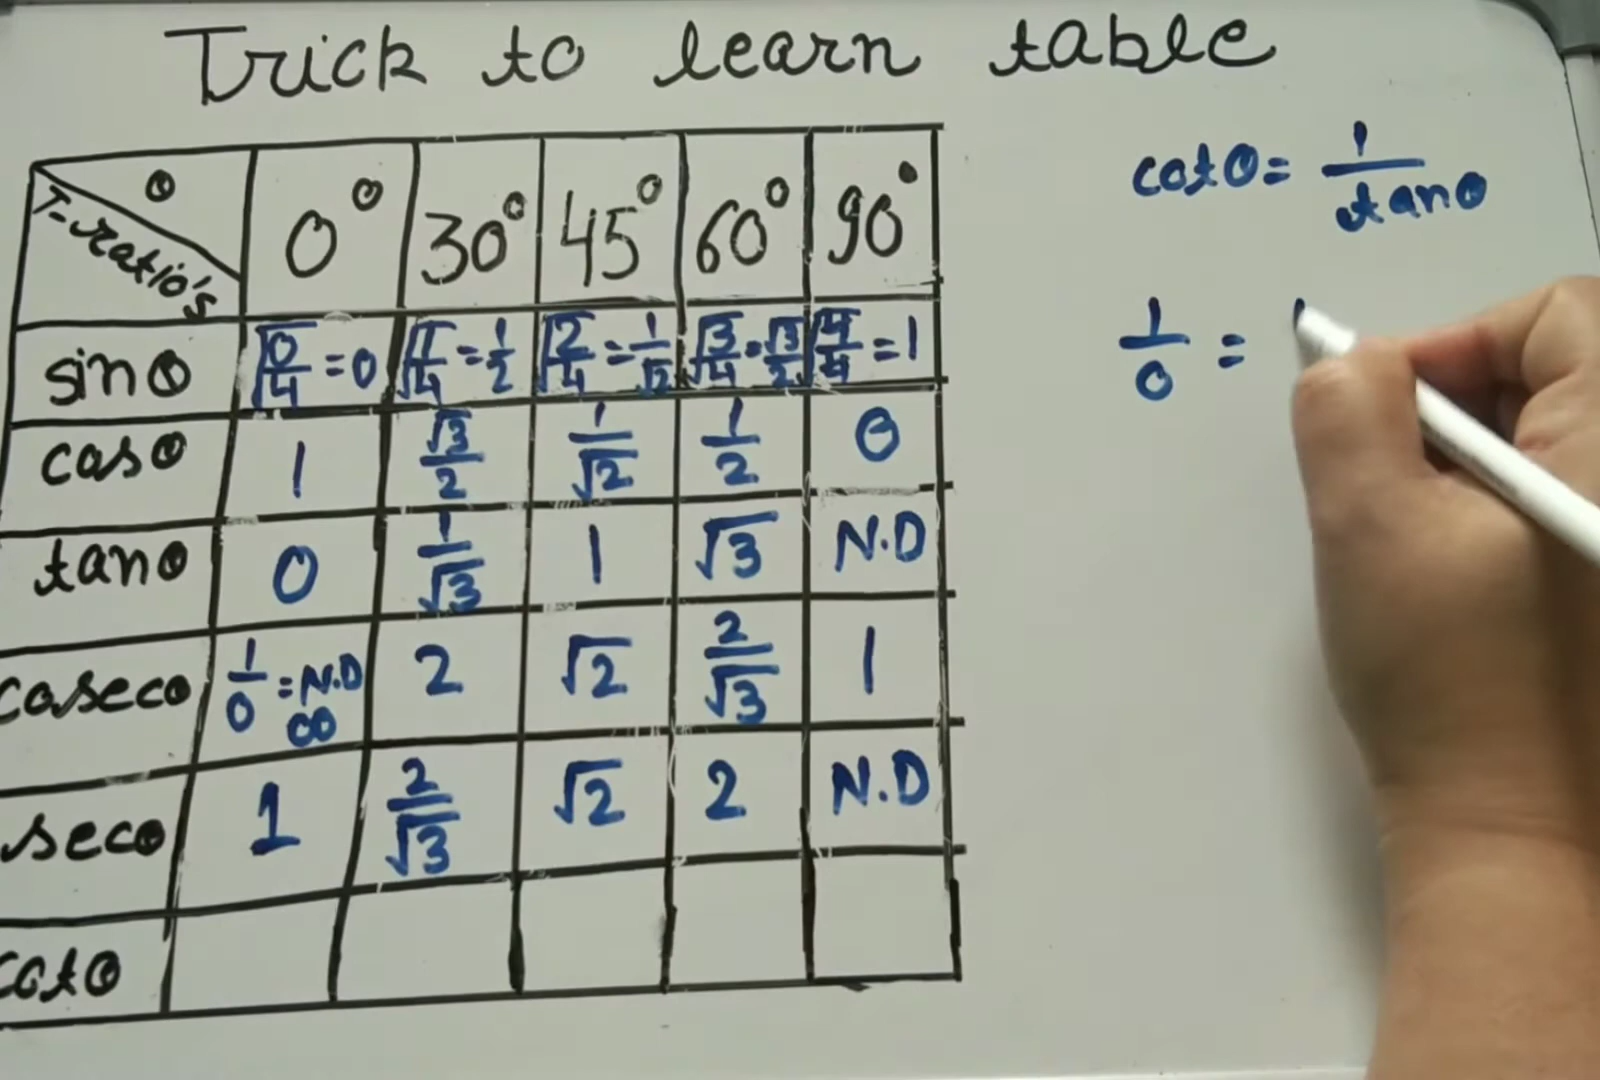 Trick to learn table
θ
T-ratio's
0° 30° 45° 60° 90°
sinθ √0/4 = 0 √1/4 = 1/2 √2/4 = 1/√2 √3/4 = √3/2 √4/4 = 1
cosθ 1 √3/2 1/√2 1/2 0
tanθ 0 1/√3 1 √3 N.D
cosecθ 1/0 = N.D ∞ 2 √2 2/√3 1
secθ 1 2/√3 √2 2 N.D
cotθ
cotθ = 1/tanθ
1/0 =